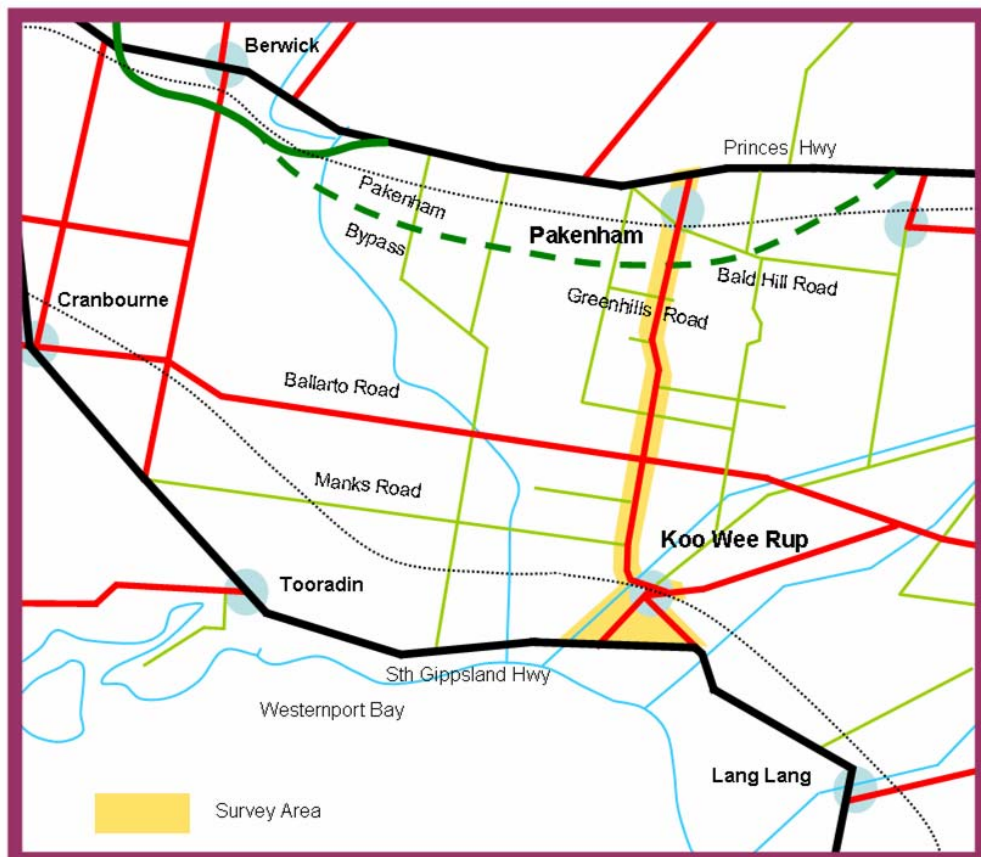 Berwick
Princes Hwy
Pakenham
Bypass
Pakenham
Bald Hill Road
Greenhills Road
Cranbourne
Ballarto Road
Manks Road
Koo Wee Rup
Tooradin
Sth Gippsland Hwy
Westernport Bay
Lang Lang
Survey Area